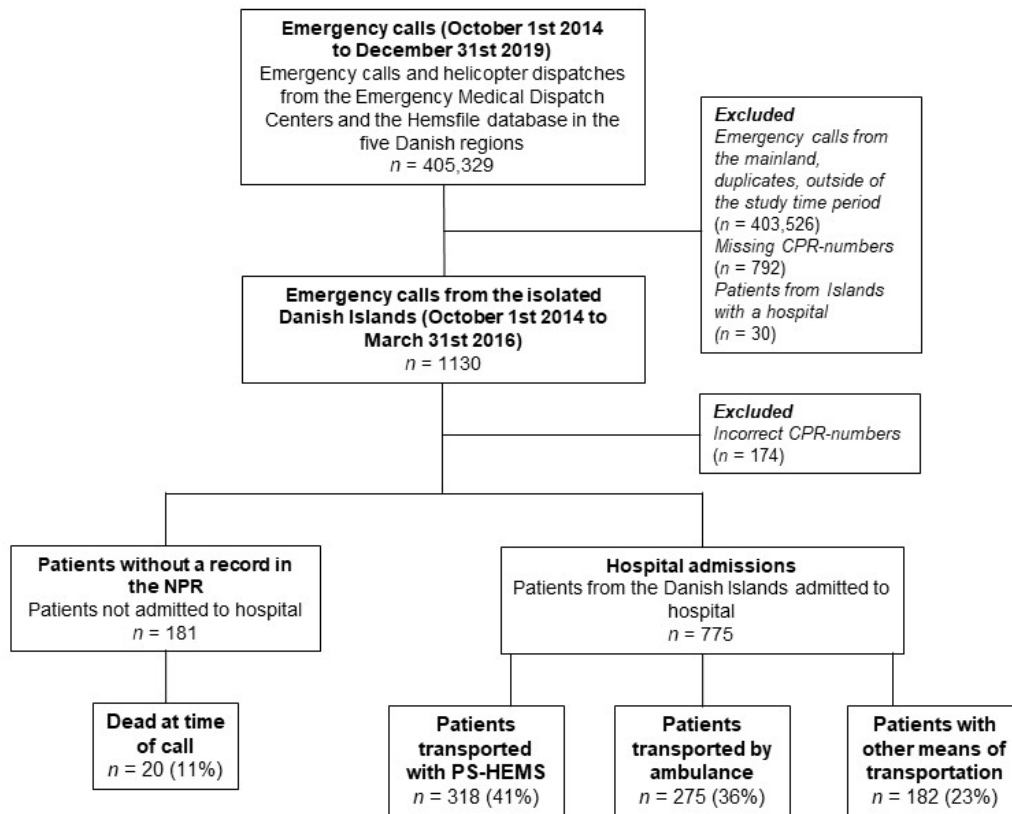 Emergency calls (October 1st 2014
to December 31st 2019)
Emergency calls and helicopter dispatches
from the Emergency Medical Dispatch
Centers and the Hemsfile database in the
five Danish regions
n = 405,329
Excluded
Emergency calls from
the mainland,
duplicates, outside of
the study time period
(n = 403,526)
Missing CPR-numbers
(n = 792)
Patients from Islands
with a hospital
(n = 30)
Emergency calls from the isolated
Danish Islands (October 1st 2014 to
March 31st 2016)
n = 1130
Excluded
Incorrect CPR-numbers
(n = 174)
Patients without a record in
the NPR
Patients not admitted to hospital
n = 181
Hospital admissions
Patients from the Danish Islands admitted to
hospital
n = 775
Dead at time
of call
n = 20 (11%)
Patients
transported
with PS-HEMS
n = 318 (41%)
Patients
transported by
ambulance
n = 275 (36%)
Patients with
other means of
transportation
n = 182 (23%)